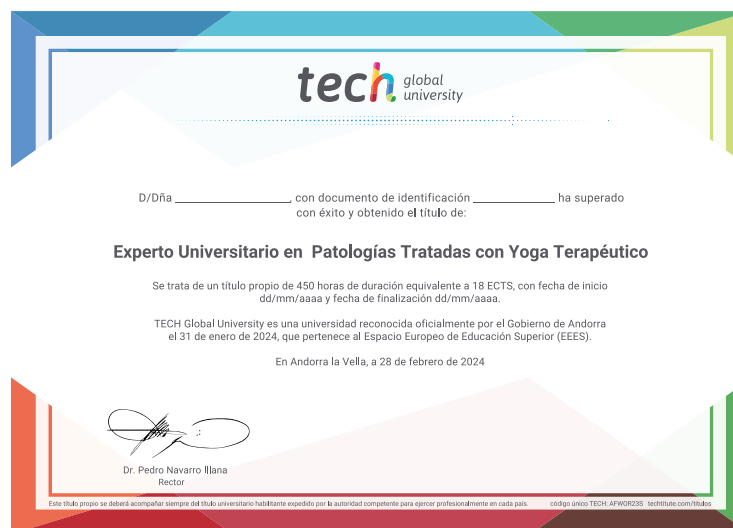 tech global university
D/Dña ________________, con documento de identificación ____________ ha superado
con éxito y obtenido el título de:
Experto Universitario en Patologías Tratadas con Yoga Terapéutico
Se trata de un título propio de 450 horas de duración equivalente a 18 ECTS, con fecha de inicio
dd/mm/aaaa y fecha de finalización dd/mm/aaaa.
TECH Global University es una universidad reconocida oficialmente por el Gobierno de Andorra
el 31 de enero de 2024, que pertenece al Espacio Europeo de Educación Superior (EEES).
En Andorra la Vella, a 28 de febrero de 2024
Dr. Pedro Navarro Illana
Rector
Este título propio se deberá acompañar siempre del título universitario habilitante expedido por la autoridad competente para ejercer profesionalmente en cada país. código único TECH: AFWOR23S techtitute.com/titulos